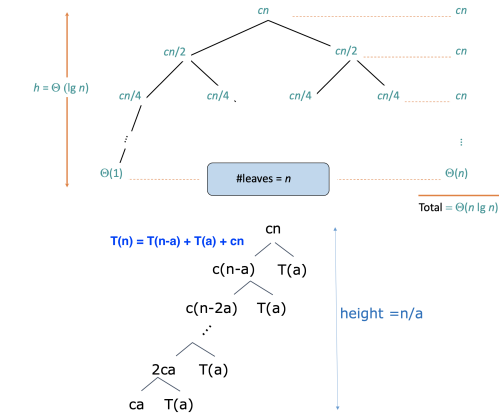 cn cn
cn/2 cn/2 cn
h = Θ (lg n)
cn/4 cn/4 cn/4 cn/4 cn
⋮ ⋮
Θ(1) #leaves = n Θ(n)
Total = Θ(n lg n)
cn
T(n) = T(n-a) + T(a) + cn
c(n-a) T(a)
c(n-2a) T(a)
height =n/a
⋰
2ca T(a)
ca T(a)